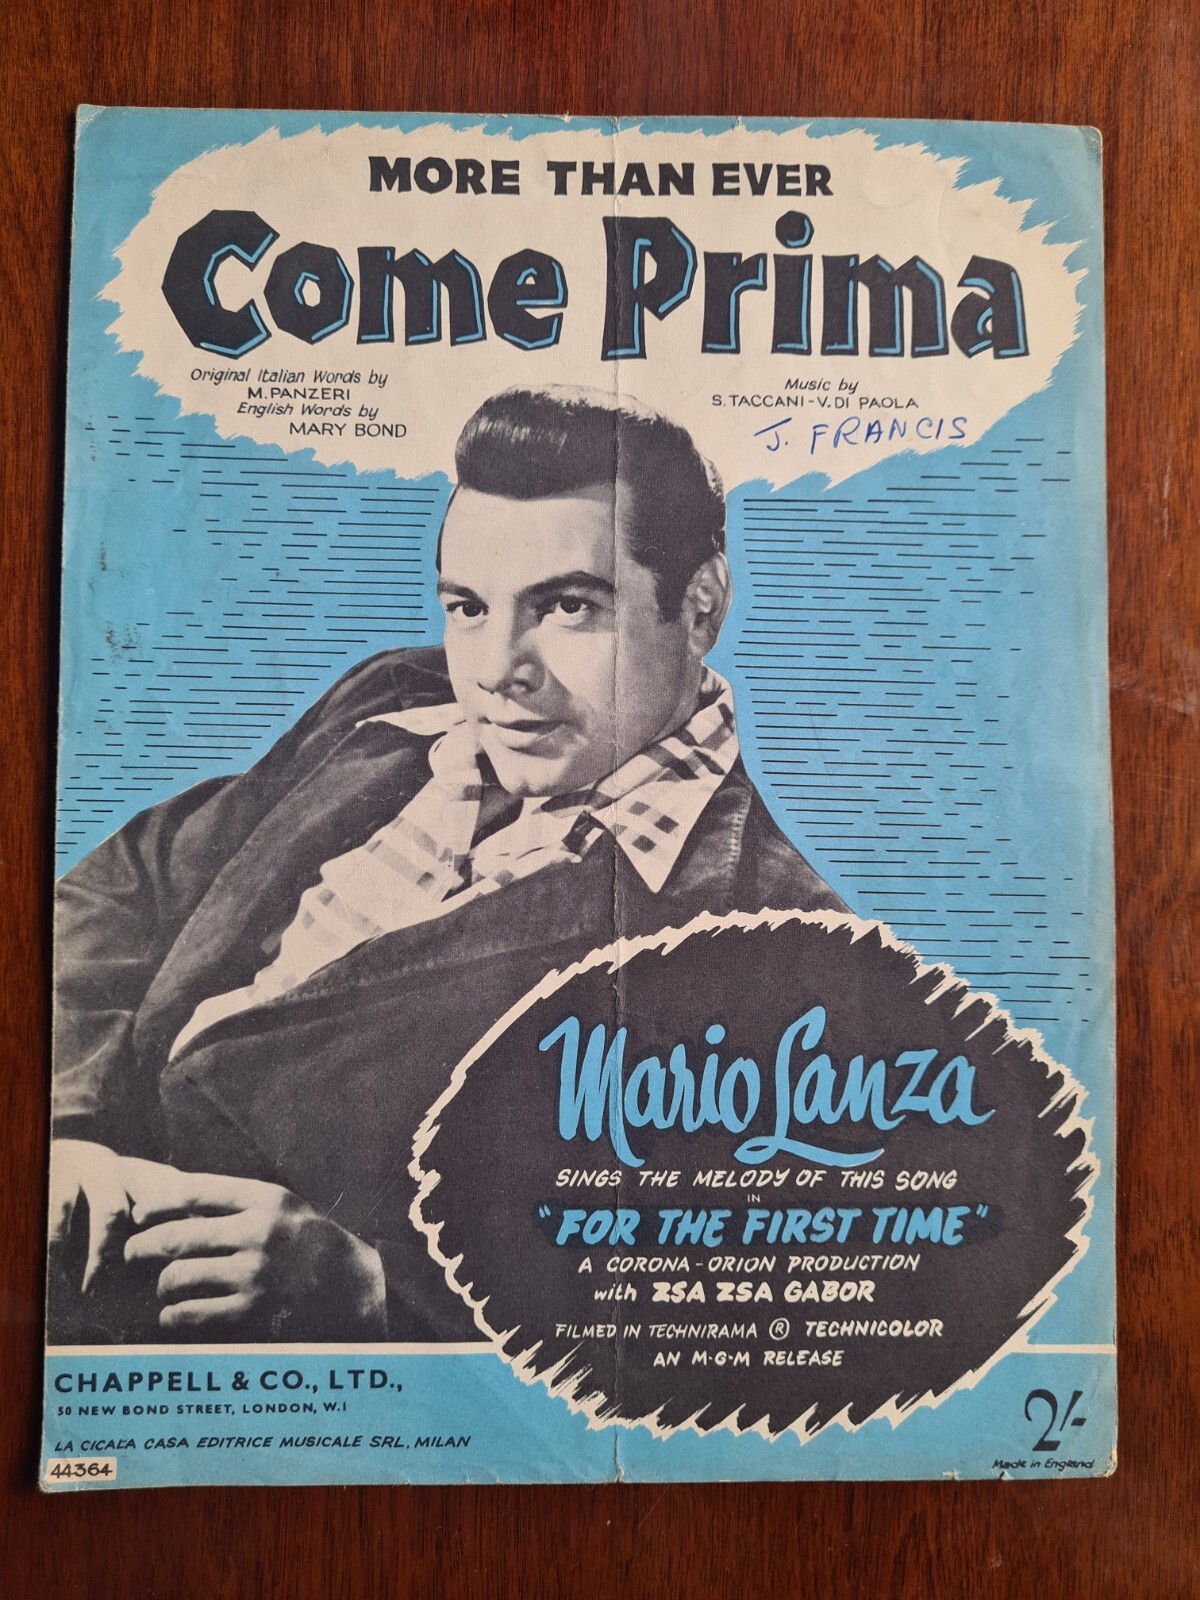 MORE THAN EVER
Come Prima
Original Italian Words by
M. PANZERI
English Words by
MARY BOND
Music by
S. TACCANI - V. DI PAOLA
J. FRANCIS
Mario Lanza
SINGS THE MELODY OF THIS SONG
IN
"FOR THE FIRST TIME"
A CORONA - ORION PRODUCTION
with ZSA ZSA GABOR
FILMED IN TECHNIRAMA ® TECHNICOLOR
AN M-G-M RELEASE
CHAPPELL & CO., LTD.,
50 NEW BOND STREET, LONDON, W.1
LA CICALA CASA EDITRICE MUSICALE SRL, MILAN
44364
2/-
Made in England